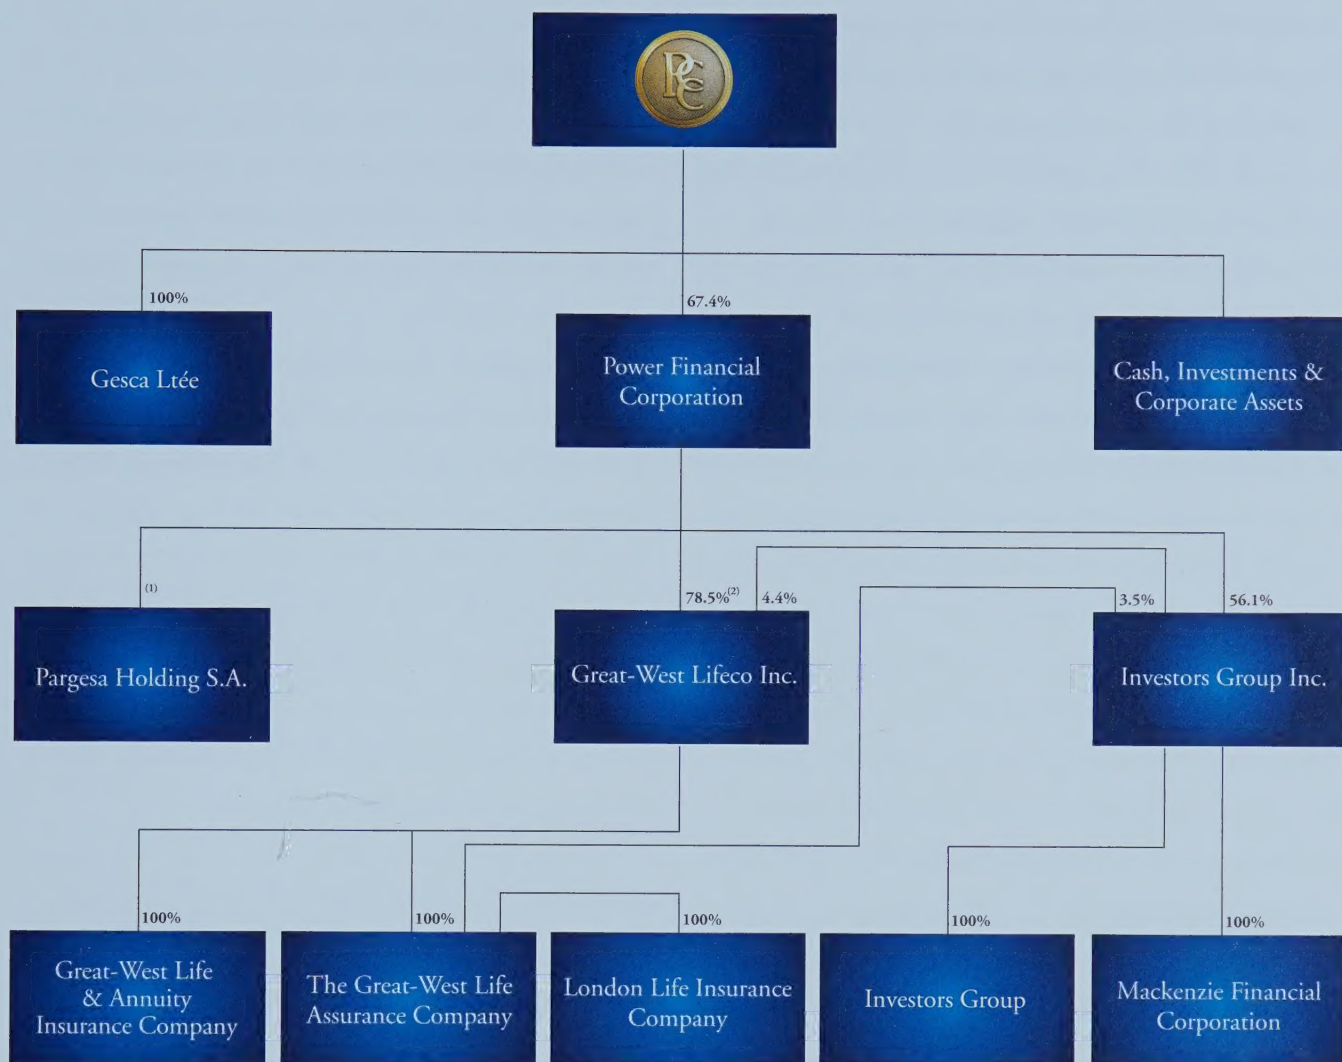 PCC
100%
67.4%
Gesca Ltée
Power Financial
Corporation
Cash, Investments &
Corporate Assets
(1)
78.5%(2)
4.4%
3.5%
56.1%
Pargesa Holding S.A.
Great-West Lifeco Inc.
Investors Group Inc.
100%
100%
100%
100%
100%
Great-West Life
& Annuity
Insurance Company
The Great-West Life
Assurance Company
London Life Insurance
Company
Investors Group
Mackenzie Financial
Corporation